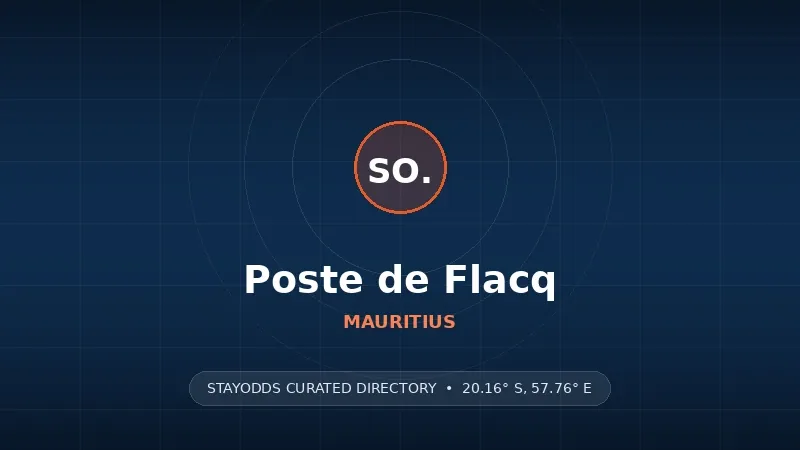 SO.
Poste de Flacq
MAURITIUS
STAYODDS CURATED DIRECTORY • 20.16° S, 57.76° E